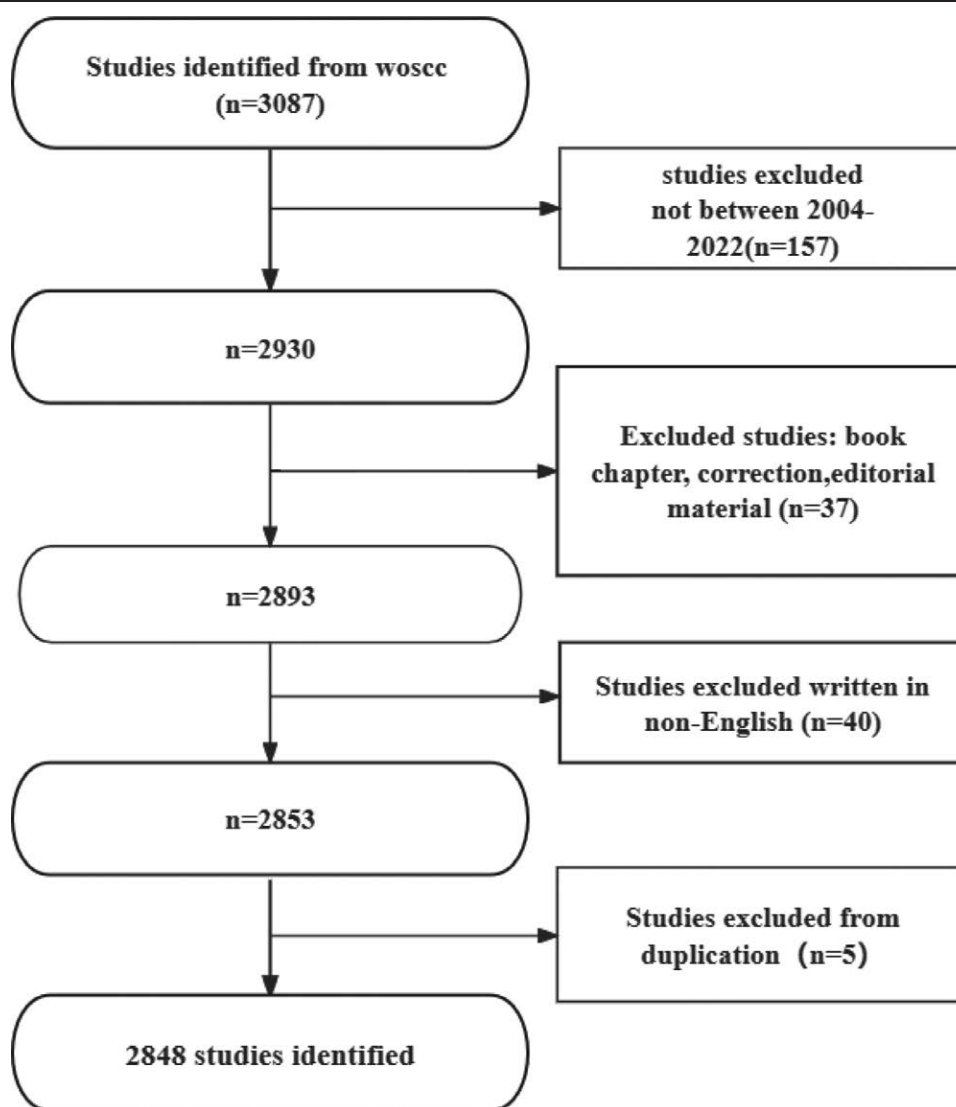 Studies identified from woscc
(n=3087)
studies excluded
not between 2004-
2022(n=157)
n=2930
Excluded studies: book
chapter, correction,editorial
material (n=37)
n=2893
Studies excluded written in
non-English (n=40)
n=2853
Studies excluded from
duplication（n=5）
2848 studies identified